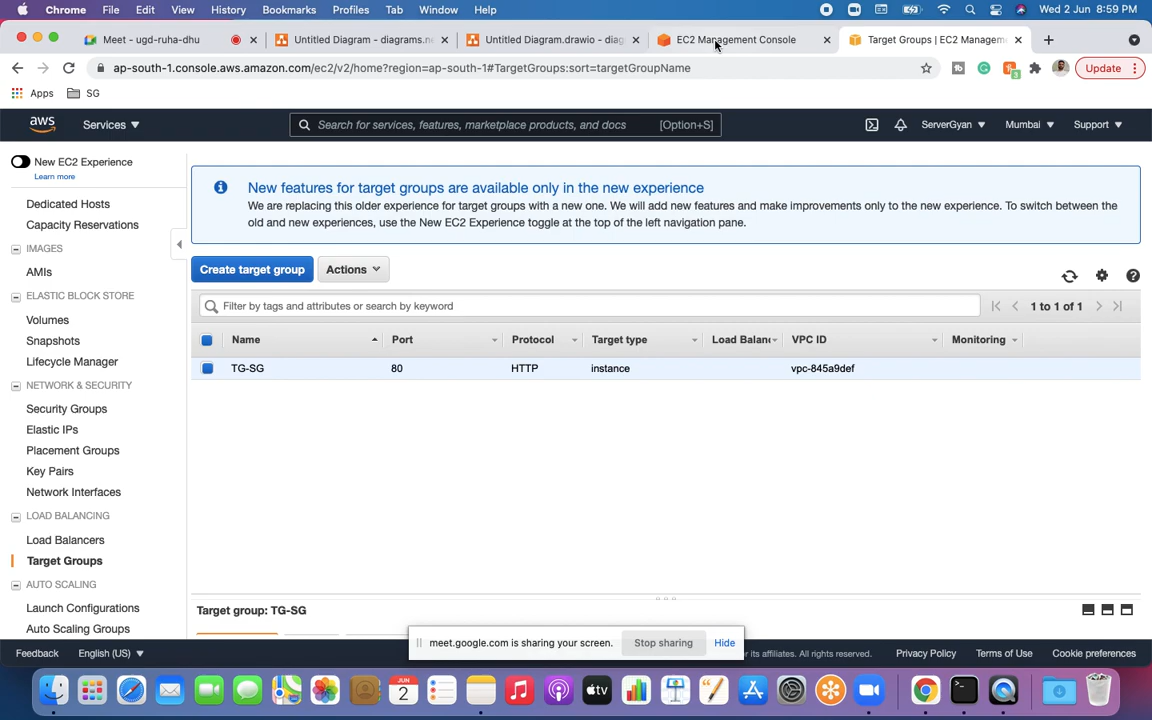 Chrome File Edit View History Bookmarks Profiles Tab Window Help Wed 2 Jun 8:59 PM
Meet - ugd-ruha-dhu Untitled Diagram - diagrams.ne Untitled Diagram.drawio - diag EC2 Management Console Target Groups | EC2 Managem
ap-south-1.console.aws.amazon.com/ec2/v2/home?region=ap-south-1#TargetGroups:sort=targetGroupName Update
Apps SG
aws Services Search for services, features, marketplace products, and docs [Option+S] ServerGyan Mumbai Support
New EC2 Experience
Learn more
Dedicated Hosts
Capacity Reservations
IMAGES
AMIs
ELASTIC BLOCK STORE
Volumes
Snapshots
Lifecycle Manager
NETWORK & SECURITY
Security Groups
Elastic IPs
Placement Groups
Key Pairs
Network Interfaces
LOAD BALANCING
Load Balancers
Target Groups
AUTO SCALING
Launch Configurations
Auto Scaling Groups
New features for target groups are available only in the new experience
We are replacing this older experience for target groups with a new one. We will add new features and make improvements only to the new experience. To switch between the
old and new experiences, use the New EC2 Experience toggle at the top of the left navigation pane.
Create target group Actions
Filter by tags and attributes or search by keyword 1 to 1 of 1
Name Port Protocol Target type Load Balanc VPC ID Monitoring
TG-SG 80 HTTP instance vpc-845a9def
Target group: TG-SG
meet.google.com is sharing your screen. Stop sharing Hide
Feedback English (US) or its affiliates. All rights reserved. Privacy Policy Terms of Use Cookie preferences
JUN
2
tv